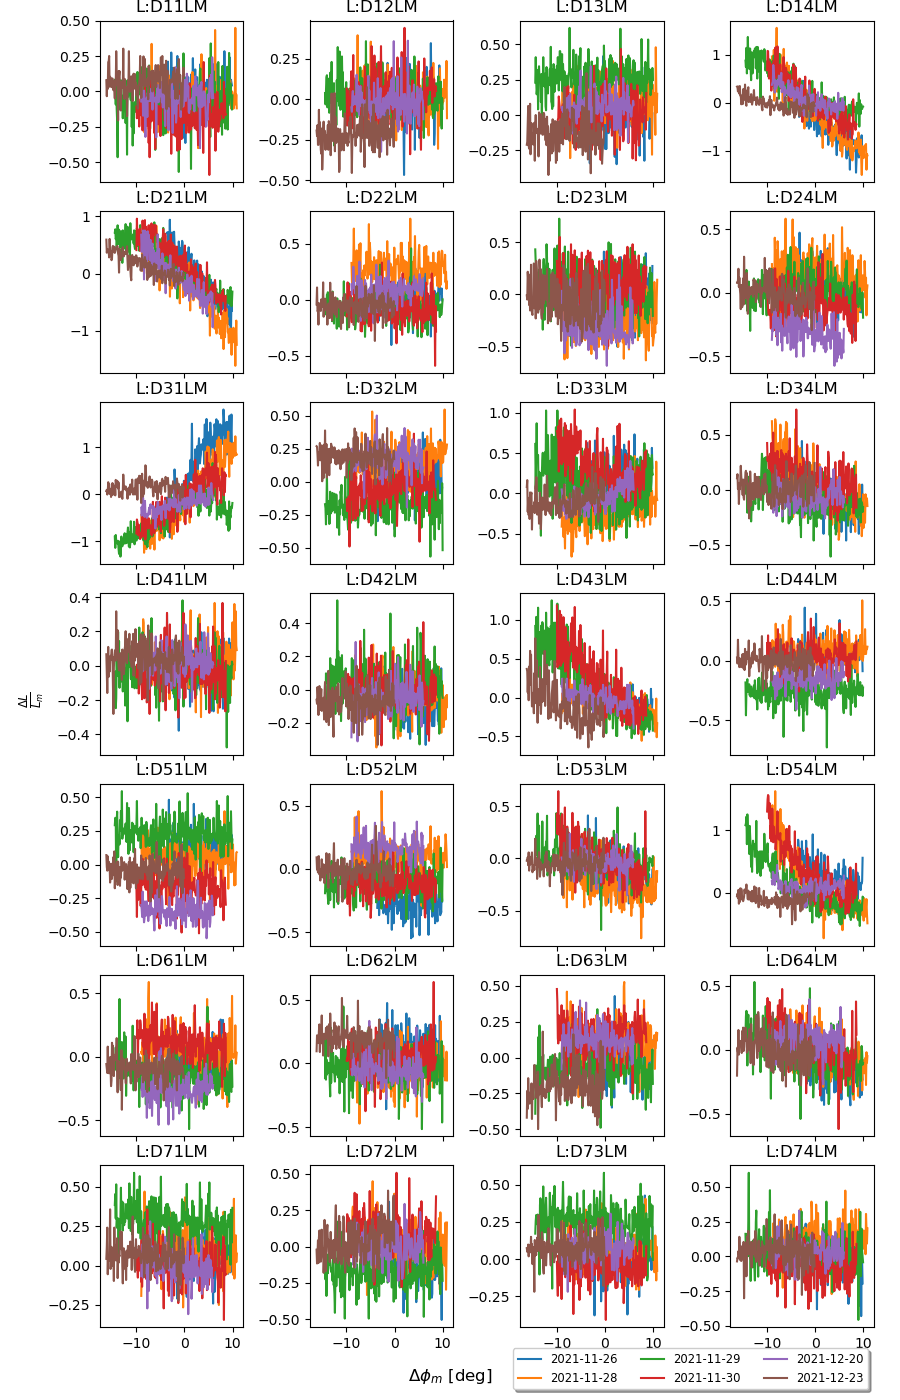 L:D11LM L:D12LM L:D13LM L:D14LM
0.50 0.25 0.00 −0.25 −0.50
0.25 0.00 −0.25 −0.50
0.50 0.25 0.00 −0.25
1 0 −1
L:D21LM L:D22LM L:D23LM L:D24LM
1 0 −1
0.5 0.0 −0.5
0.5 0.0 −0.5
0.5 0.0 −0.5
L:D31LM L:D32LM L:D33LM L:D34LM
1 0 −1
0.50 0.25 0.00 −0.25 −0.50
1.0 0.5 0.0 −0.5
0.5 0.0 −0.5
L:D41LM L:D42LM L:D43LM L:D44LM
0.4 0.2 0.0 −0.2 −0.4
0.4 0.2 0.0 −0.2
1.0 0.5 0.0 −0.5
0.5 0.0 −0.5
ΔL/L_m
L:D51LM L:D52LM L:D53LM L:D54LM
0.50 0.25 0.00 −0.25 −0.50
0.5 0.0 −0.5
0.5 0.0 −0.5
1 0
L:D61LM L:D62LM L:D63LM L:D64LM
0.5 0.0 −0.5
0.5 0.0 −0.5
0.50 0.25 0.00 −0.25 −0.50
0.5 0.0 −0.5
L:D71LM L:D72LM L:D73LM L:D74LM
0.50 0.25 0.00 −0.25
0.50 0.25 0.00 −0.25 −0.50
0.50 0.25 0.00 −0.25
0.50 0.25 0.00 −0.25 −0.50
−10 0 10 −10 0 10 −10 0 10 −10 0 10
Δϕ_m [deg]
2021-11-26 2021-11-29 2021-12-20
2021-11-28 2021-11-30 2021-12-23